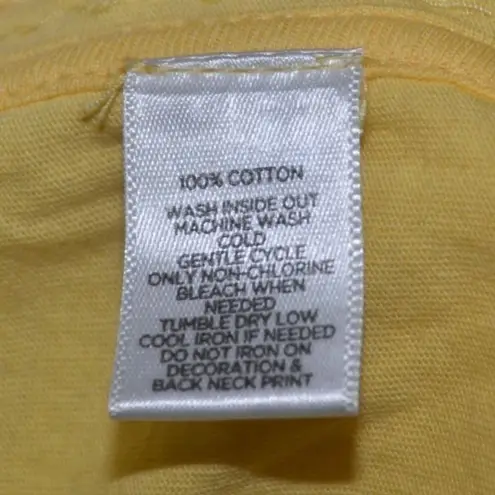 100% COTTON
WASH INSIDE OUT
MACHINE WASH
COLD
GENTLE CYCLE
ONLY NON-CHLORINE
BLEACH WHEN
NEEDED
TUMBLE DRY LOW
COOL IRON IF NEEDED
DO NOT IRON ON
DECORATION &
BACK NECK PRINT